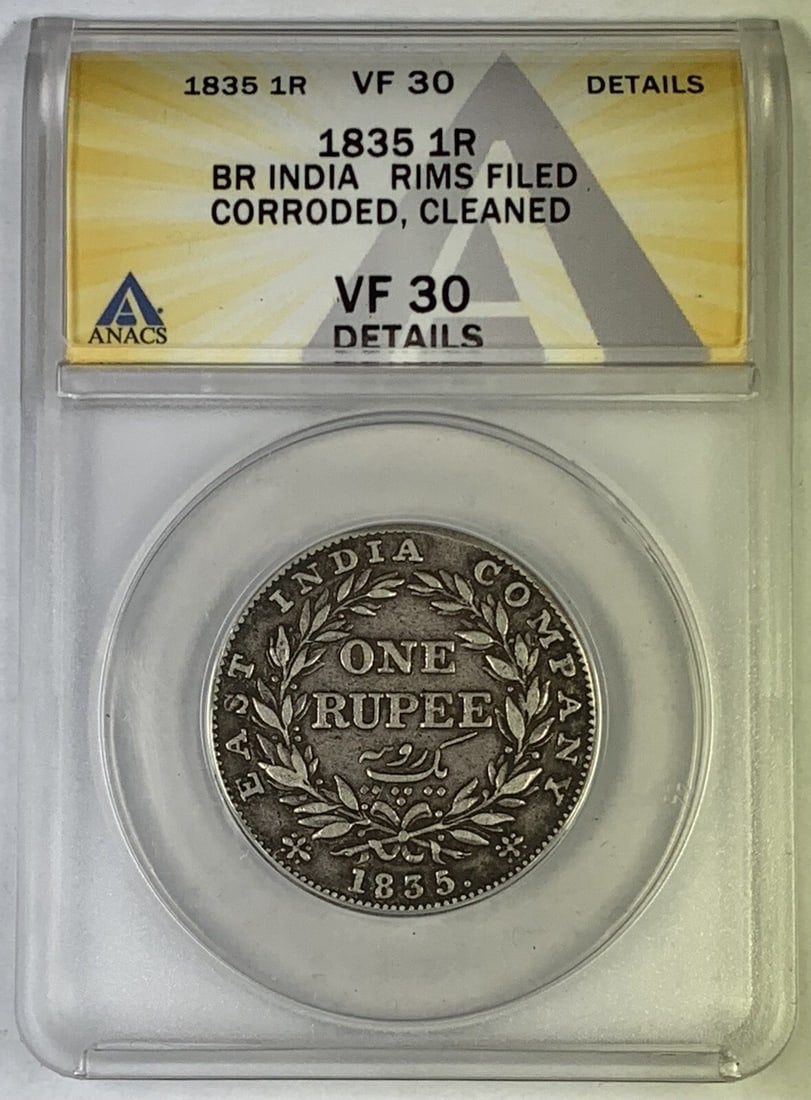 1835 1R VF 30 DETAILS
1835 1R
BR INDIA RIMS FILED
CORRODED, CLEANED
VF 30
DETAILS
ANACS
EAST INDIA COMPANY
ONE
RUPEE
یک روپیه
1835.